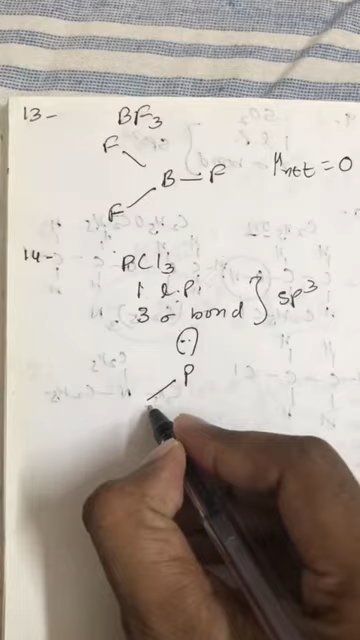 13- BF3
F
B-F μnet = 0
F
14- PCl3
1 l.p.
3 σ bond } sp3
P